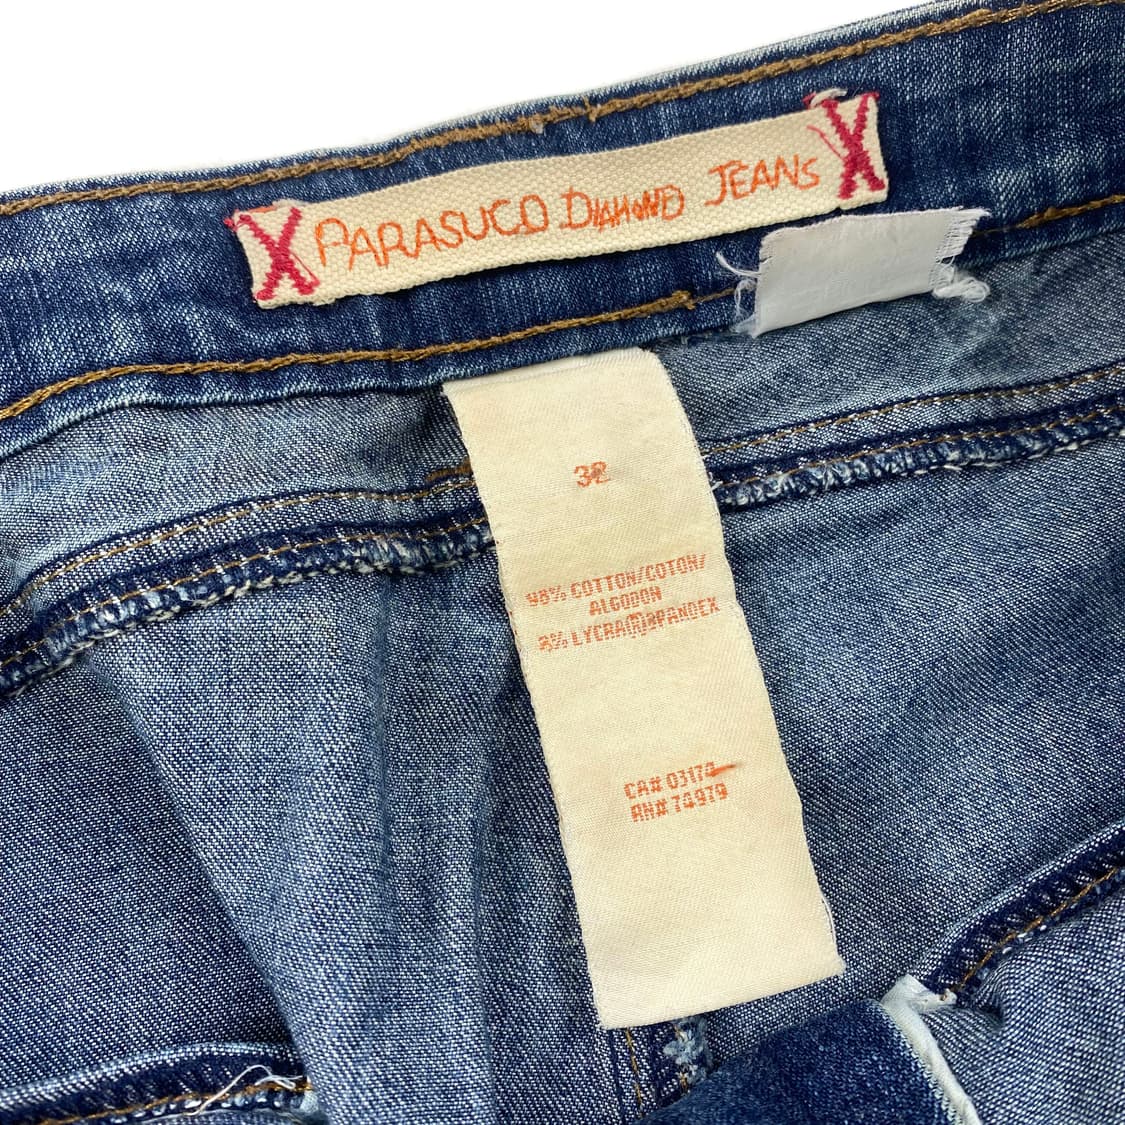 PARASUCO DIAMOND JEANS
32
98% COTTON/COTON/
ALGODON
2% LYCRA(R)SPANDEX
CA# 03174
RN# 74979